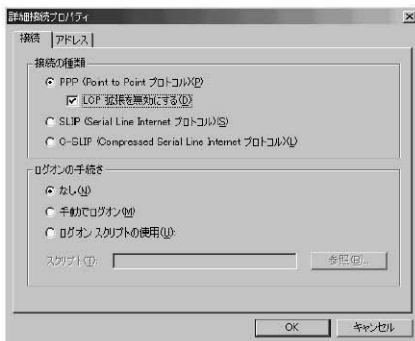 詳細接続プロパティ
接続 アドレス
接続の種類
PPP (Point to Point プロトコル)(P)
LCP 拡張を無効にする(D)
SLIP (Serial Line Internet プロトコル)(S)
C-SLIP (Compressed Serial Line Internet プロトコル)(L)
ログオンの手続き
なし(N)
手動でログオン(M)
ログオン スクリプトの使用(U):
スクリプト(T):
参照(B)...
OK キャンセル